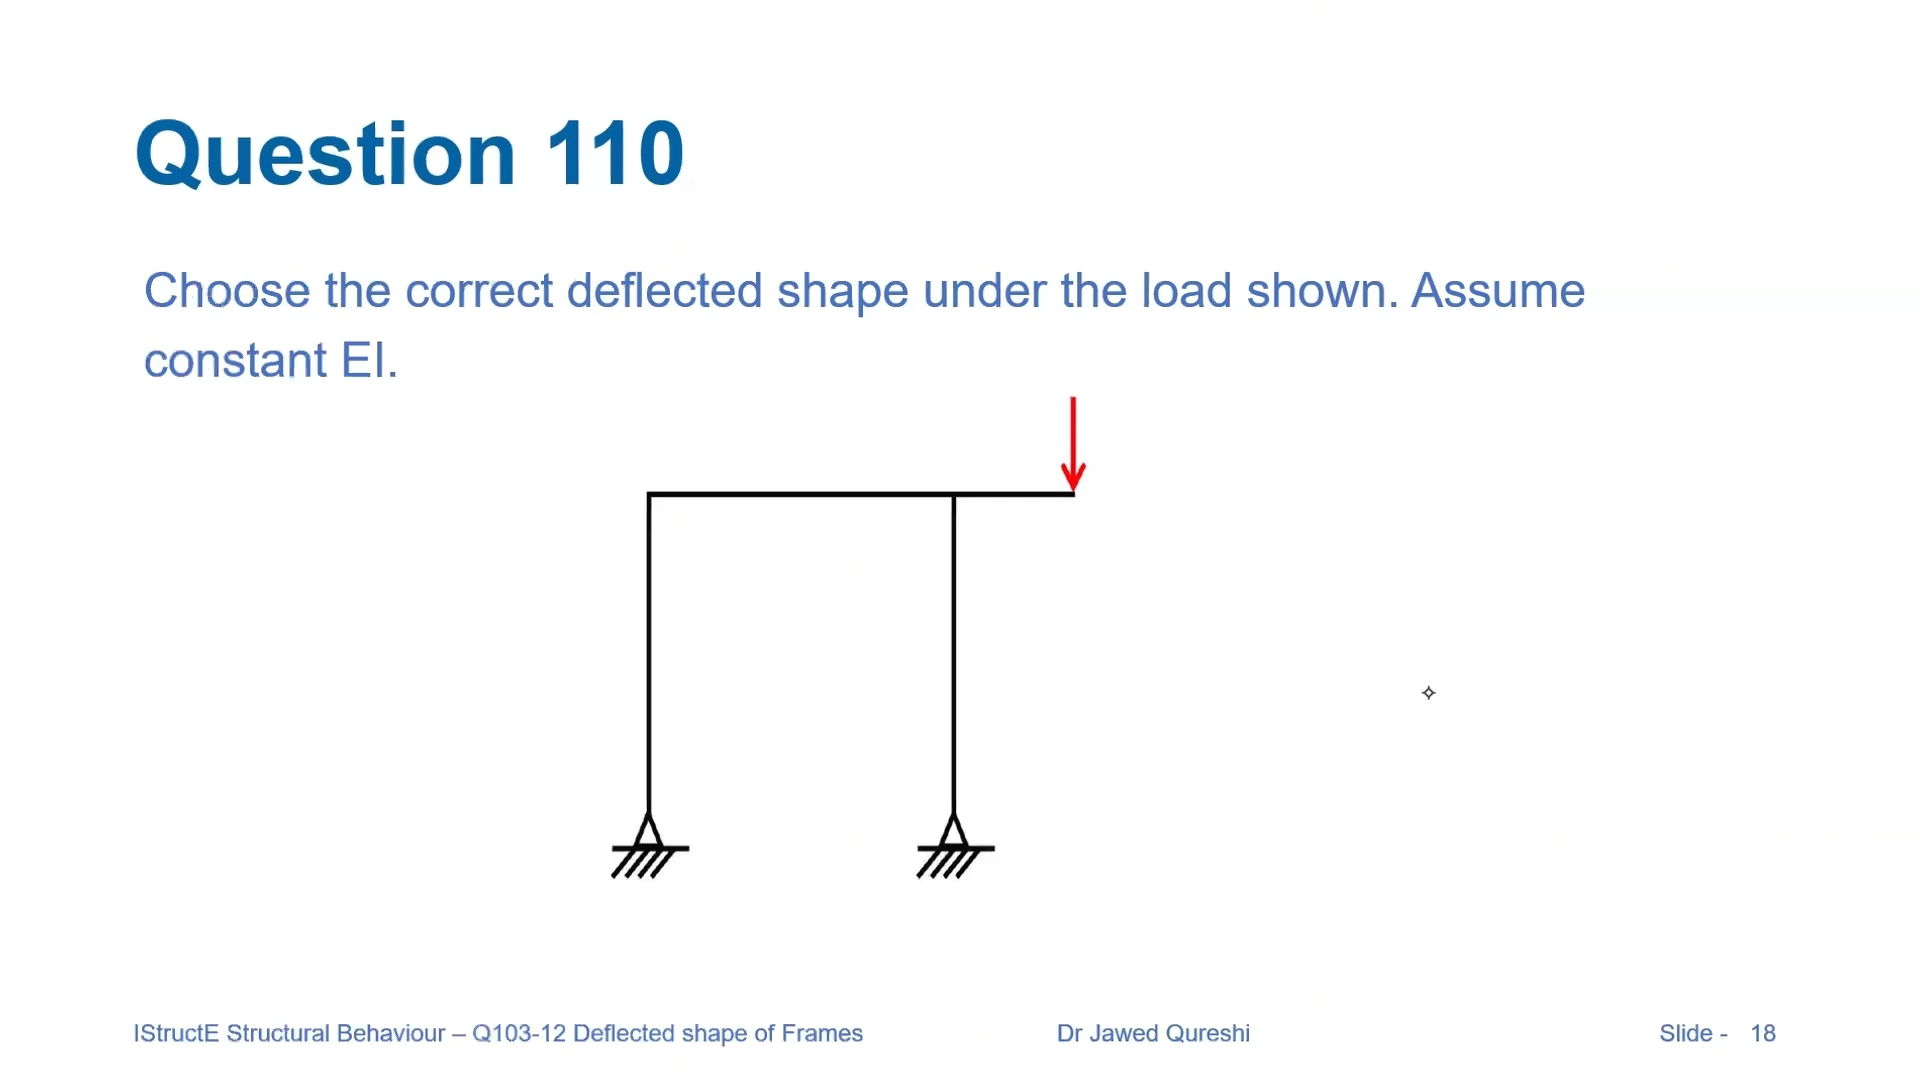 Question 110
Choose the correct deflected shape under the load shown. Assume
constant EI.
IStructE Structural Behaviour – Q103-12 Deflected shape of Frames
Dr Jawed Qureshi
Slide - 18